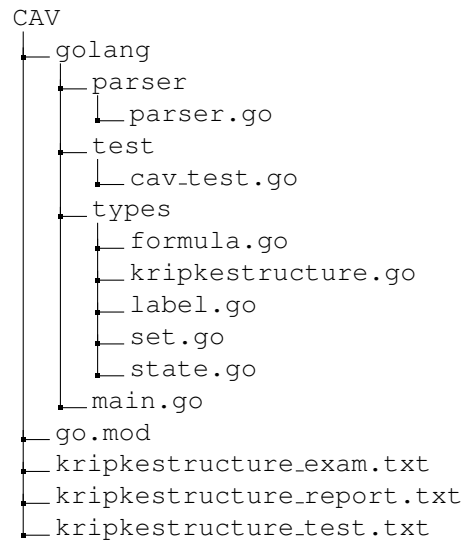 CAV
golang
parser
parser.go
test
cav_test.go
types
formula.go
kripkestructure.go
label.go
set.go
state.go
main.go
go.mod
kripkestructure_exam.txt
kripkestructure_report.txt
kripkestructure_test.txt